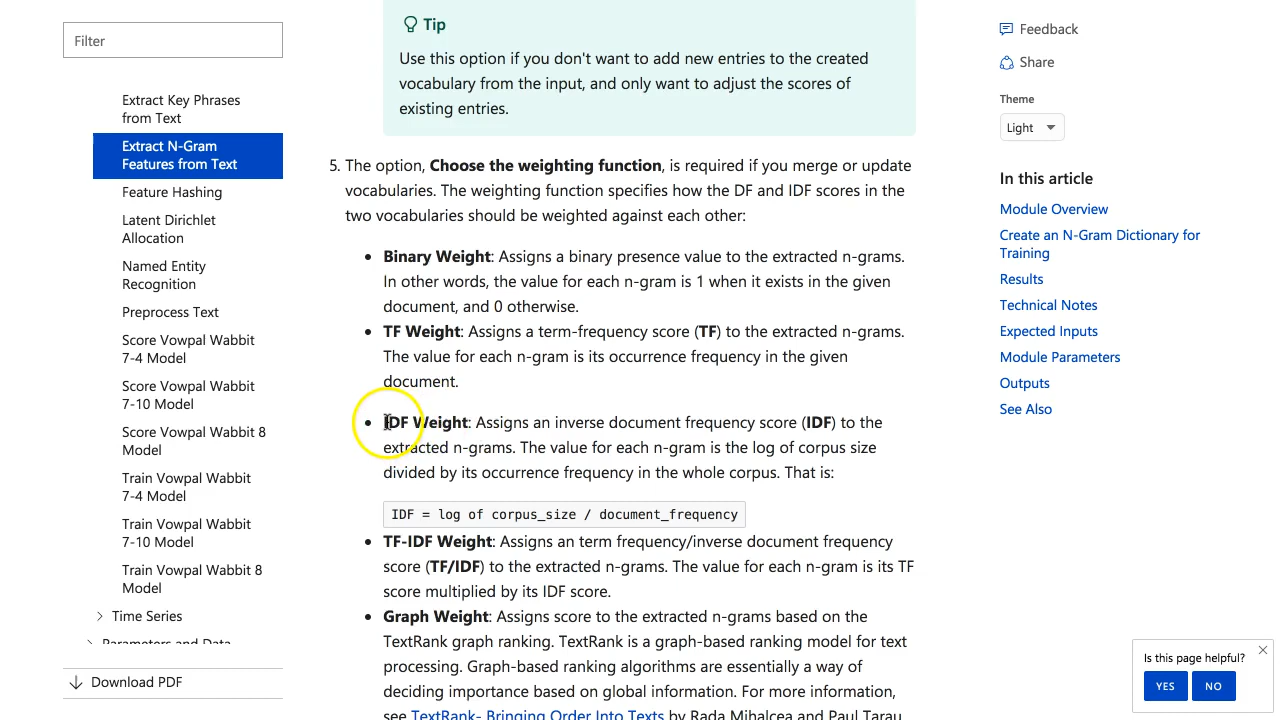 Filter
Extract Key Phrases
from Text
Extract N-Gram
Features from Text
Feature Hashing
Latent Dirichlet
Allocation
Named Entity
Recognition
Preprocess Text
Score Vowpal Wabbit
7-4 Model
Score Vowpal Wabbit
7-10 Model
Score Vowpal Wabbit 8
Model
Train Vowpal Wabbit
7-4 Model
Train Vowpal Wabbit
7-10 Model
Train Vowpal Wabbit 8
Model
Time Series
Parameters and Data
Download PDF
Tip
Use this option if you don't want to add new entries to the created
vocabulary from the input, and only want to adjust the scores of
existing entries.
5. The option, Choose the weighting function, is required if you merge or update
vocabularies. The weighting function specifies how the DF and IDF scores in the
two vocabularies should be weighted against each other:
• Binary Weight: Assigns a binary presence value to the extracted n-grams.
In other words, the value for each n-gram is 1 when it exists in the given
document, and 0 otherwise.
• TF Weight: Assigns a term-frequency score (TF) to the extracted n-grams.
The value for each n-gram is its occurrence frequency in the given
document.
• IDF Weight: Assigns an inverse document frequency score (IDF) to the
extracted n-grams. The value for each n-gram is the log of corpus size
divided by its occurrence frequency in the whole corpus. That is:
IDF = log of corpus_size / document_frequency
• TF-IDF Weight: Assigns an term frequency/inverse document frequency
score (TF/IDF) to the extracted n-grams. The value for each n-gram is its TF
score multiplied by its IDF score.
• Graph Weight: Assigns score to the extracted n-grams based on the
TextRank graph ranking. TextRank is a graph-based ranking model for text
processing. Graph-based ranking algorithms are essentially a way of
deciding importance based on global information. For more information,
see TextRank- Bringing Order Into Texts by Rada Mihalcea and Paul Tarau.
Feedback
Share
Theme
Light
In this article
Module Overview
Create an N-Gram Dictionary for
Training
Results
Technical Notes
Expected Inputs
Module Parameters
Outputs
See Also
Is this page helpful?
YES NO